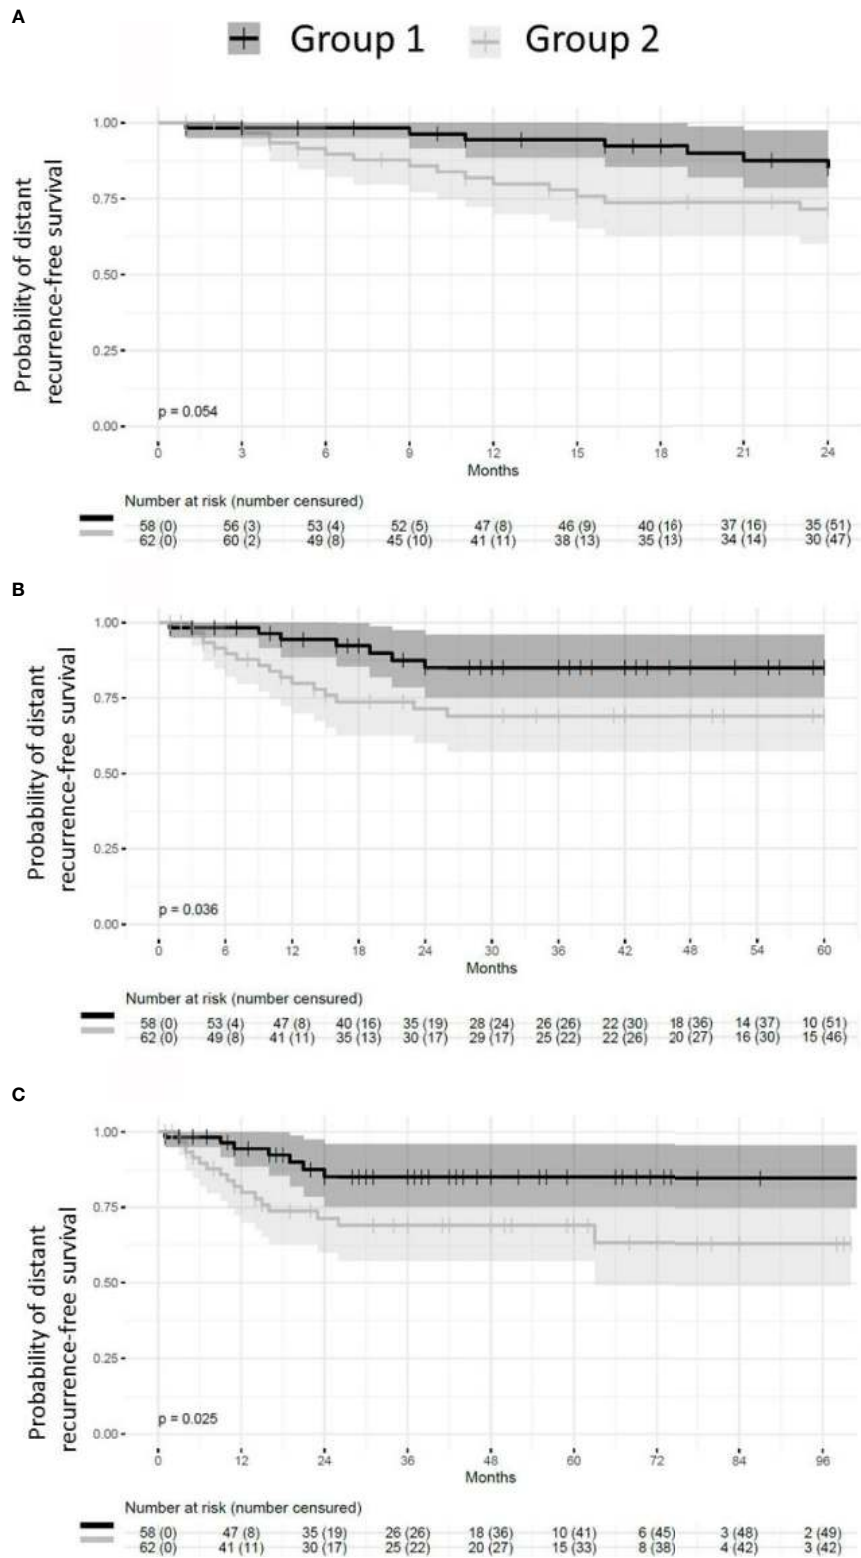 A
Group 1 Group 2
Probability of distant
recurrence-free survival
1.00
0.75
0.50
0.25
0.00
p = 0.054
0 3 6 9 12 15 18 21 24
Months
Number at risk (number censured)
58 (0) 56 (3) 53 (4) 52 (5) 47 (8) 46 (9) 40 (16) 37 (16) 35 (51)
62 (0) 60 (2) 49 (8) 45 (10) 41 (11) 38 (13) 35 (13) 34 (14) 30 (47)
B
Probability of distant
recurrence-free survival
1.00
0.75
0.50
0.25
0.00
p = 0.036
0 6 12 18 24 30 36 42 48 54 60
Months
Number at risk (number censured)
58 (0) 53 (4) 47 (8) 40 (16) 35 (19) 28 (24) 26 (26) 22 (30) 18 (36) 14 (37) 10 (51)
62 (0) 49 (8) 41 (11) 35 (13) 30 (17) 29 (17) 25 (22) 22 (26) 20 (27) 16 (30) 15 (46)
C
Probability of distant
recurrence-free survival
1.00
0.75
0.50
0.25
0.00
p = 0.025
0 12 24 36 48 60 72 84 96
Months
Number at risk (number censured)
58 (0) 47 (8) 35 (19) 26 (26) 18 (36) 10 (41) 6 (45) 3 (48) 2 (49)
62 (0) 41 (11) 30 (17) 25 (22) 20 (27) 15 (33) 8 (38) 4 (42) 3 (42)